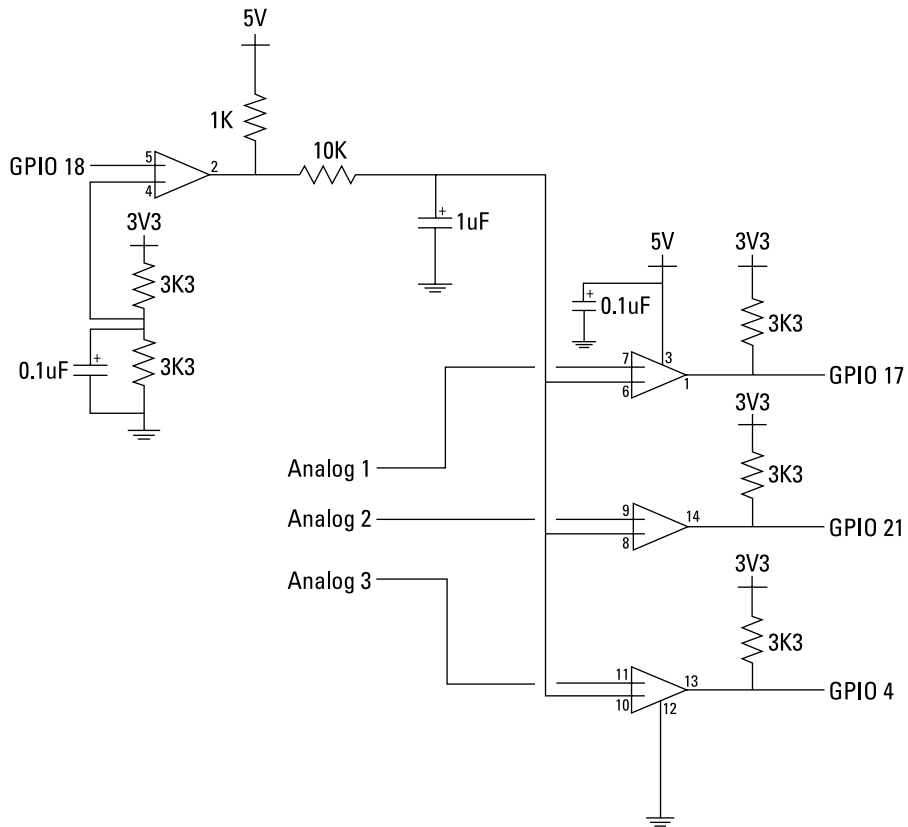 5V
1K
10K
GPIO 18
5
4
2
3V3
3K3
3K3
+
0.1uF
+
1uF
5V
3V3
+
0.1uF
3K3
7
6
3
1
GPIO 17
3V3
3K3
Analog 1
Analog 2
9
8
14
GPIO 21
Analog 3
3V3
3K3
11
10
13
12
GPIO 4